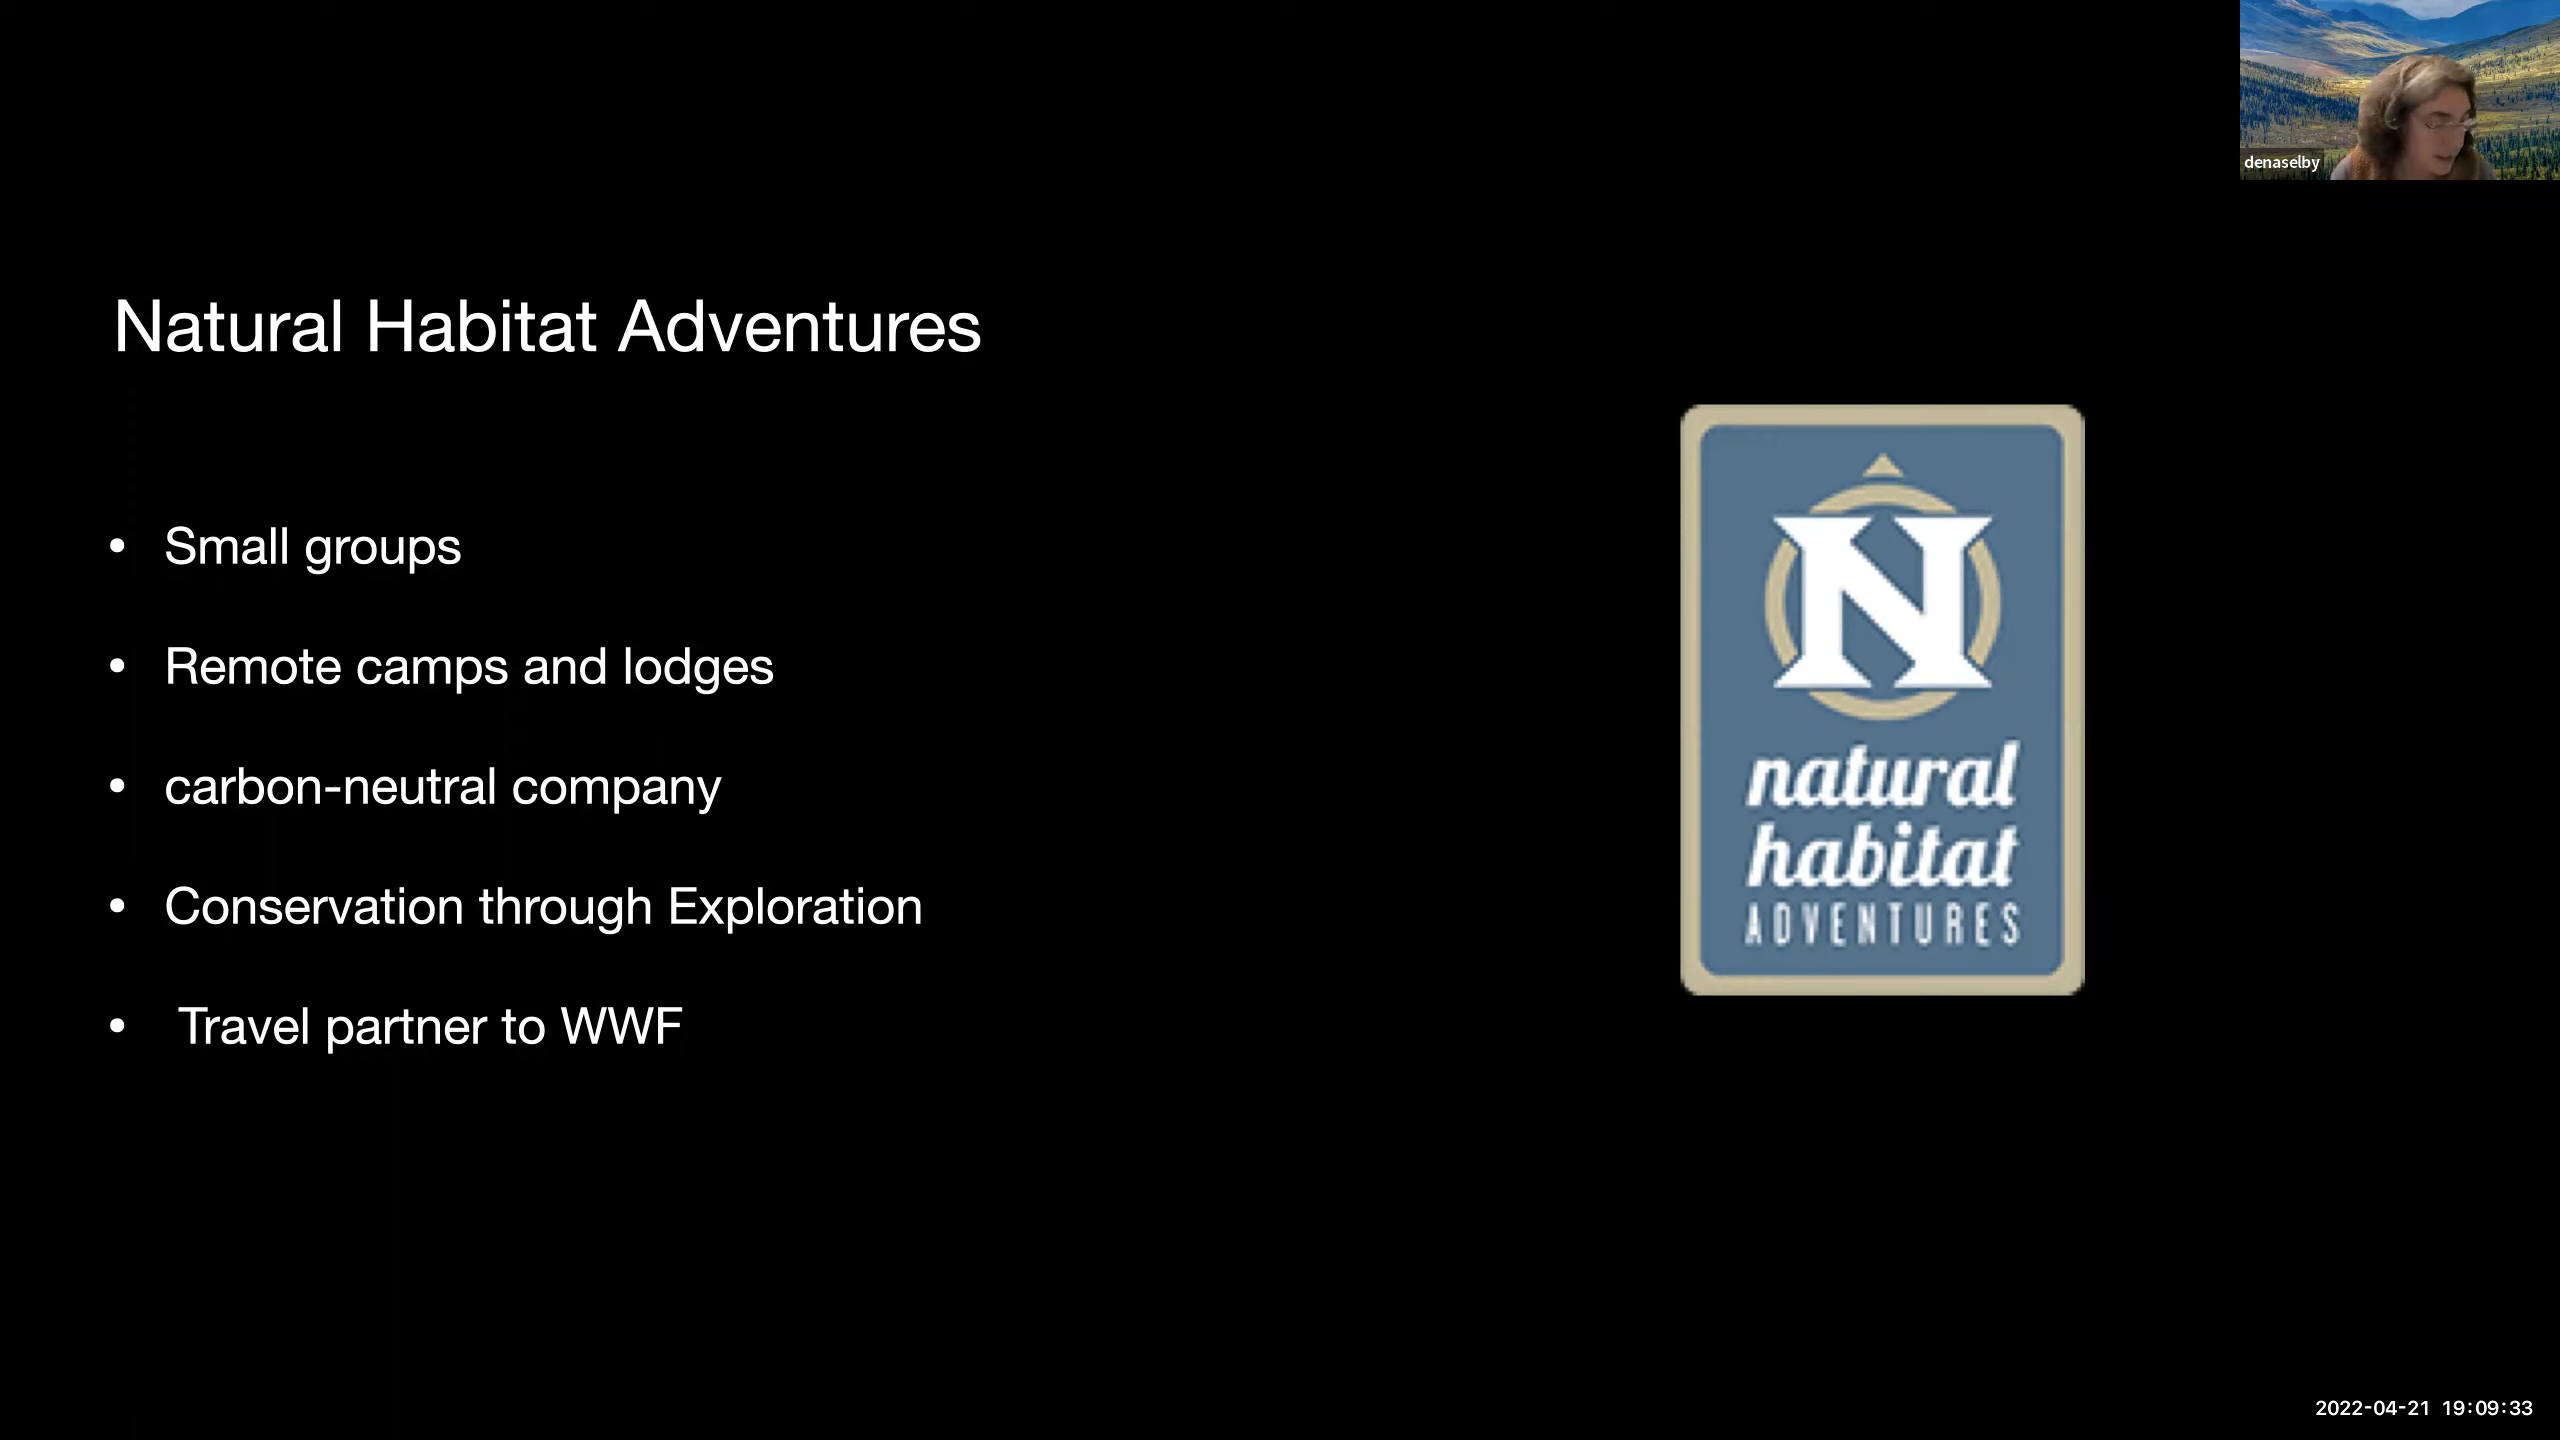 denaselby
Natural Habitat Adventures
• Small groups
• Remote camps and lodges
• carbon-neutral company
• Conservation through Exploration
• Travel partner to WWF
N
natural
habitat
ADVENTURES
2022-04-21 19:09:33